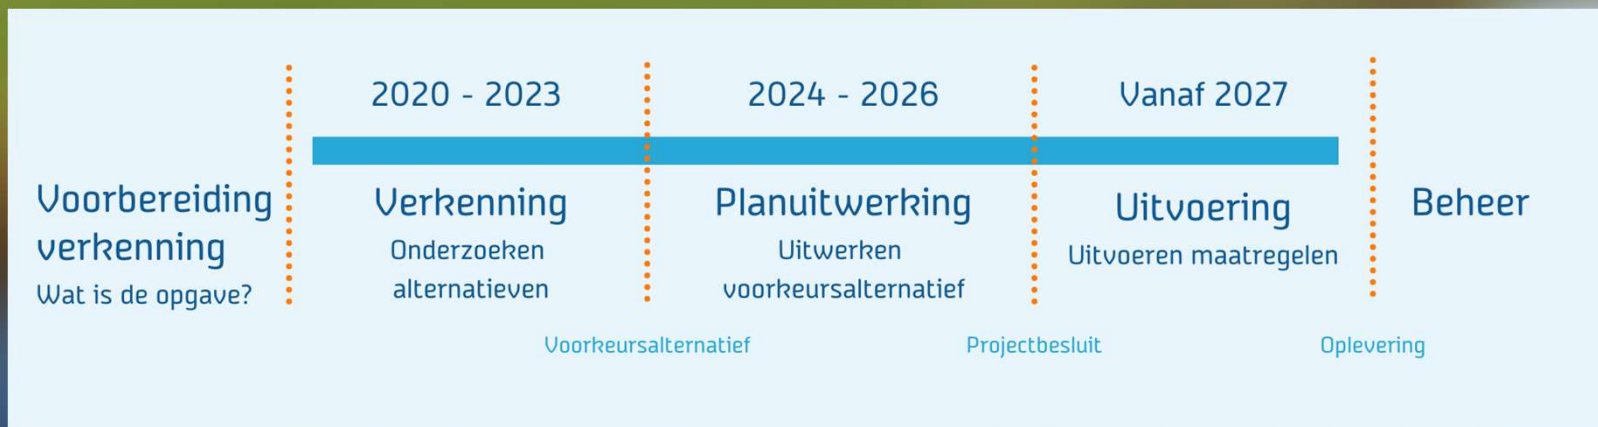 2020 - 2023
2024 - 2026
Vanaf 2027
Voorbereiding
verkenning
Wat is de opgave?
Verkenning
Onderzoeken
alternatieven
Planuitwerking
Uitwerken
voorkeursalternatief
Uitvoering
Uitvoeren maatregelen
Beheer
Voorkeursalternatief
Projectbesluit
Oplevering